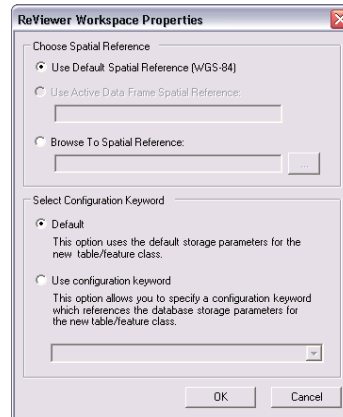 ReViewer Workspace Properties
Choose Spatial Reference
Use Default Spatial Reference (WGS-84)
Use Active Data Frame Spatial Reference:
Browse To Spatial Reference:
...
Select Configuration Keyword
Default
This option uses the default storage parameters for the
new table/feature class.
Use configuration keyword
This option allows you to specify a configuration keyword
which references the database storage parameters for
the new table/feature class.
OK
Cancel